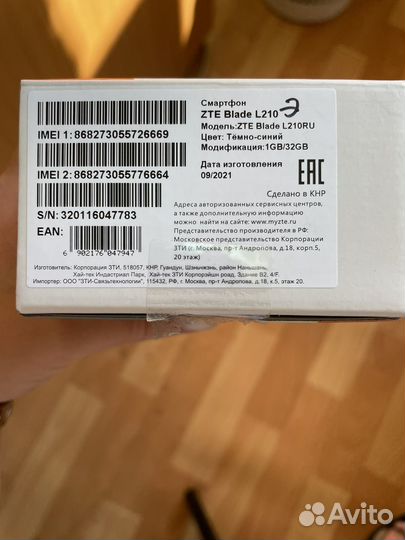 Смартфон
ZTE Blade L210
Модель:ZTE Blade L210RU
Цвет: Тёмно-синий
Модификация:1GB/32GB
Дата изготовления
09/2021
EAC
Сделано в КНР
IMEI 1: 868273055726669
IMEI 2: 868273055776664
S/N: 320116047783
EAN:
6 902176 047947
Адреса авторизованных сервисных центров,
а также дополнительную информацию
можно найти на сайте: www.myzte.ru
Представительство производителя в РФ:
Московское представительство Корпорации
ЗТИ (г. Москва, пр-т Андропова, д.18, корп.5,
20 этаж)
Изготовитель: Корпорация ЗТИ, 518057, КНР, Гуандун, Шэньчжэнь, район Наньшань,
Хай-тек Индастриал Парк, Хай-тек ЗТИ Корпорэйшн роад, Здание B2, 4/F.
Импортер: ООО "ЗТИ-Связьтехнологии", 115432, РФ, г. Москва, пр-т Андропова, д.18, к.5, этаж 20.
Avito